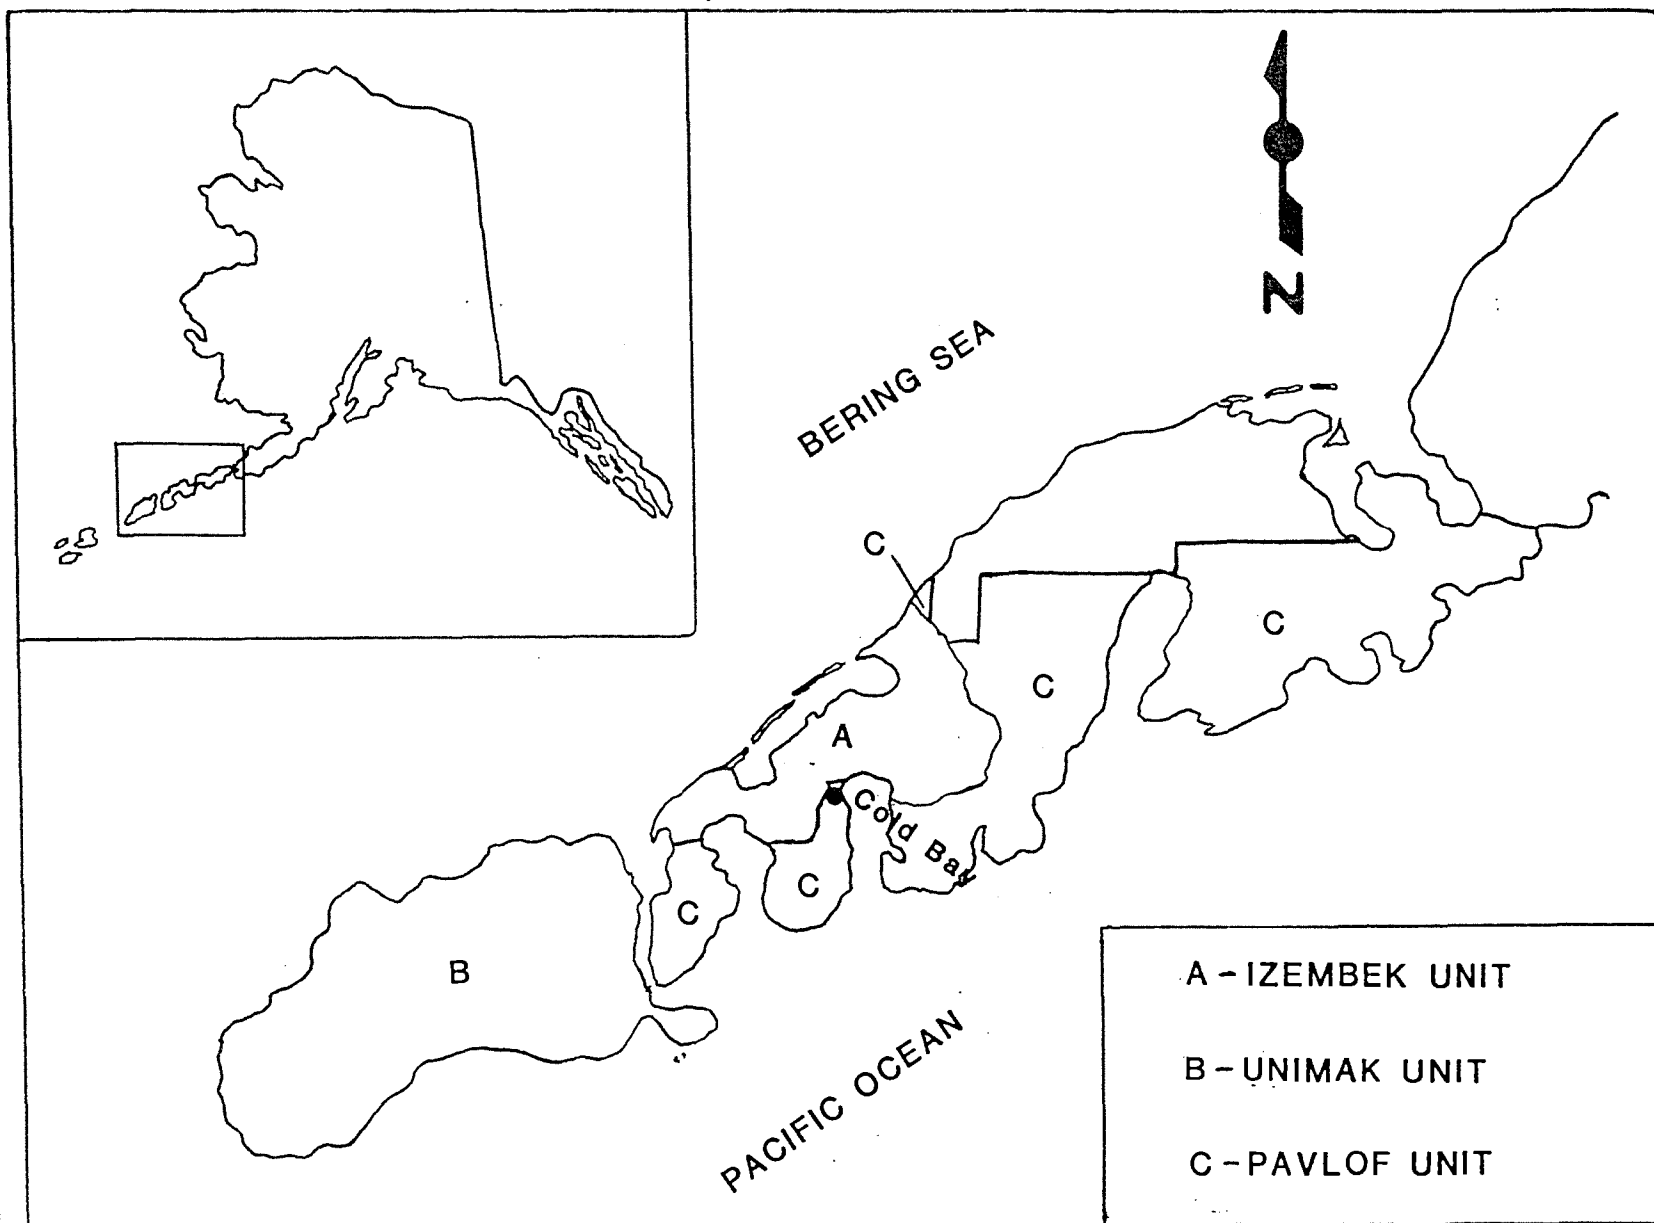 N
BERING SEA
C
C
C
A
Cold Bay
C
C
B
PACIFIC OCEAN
A - IZEMBEK UNIT
B - UNIMAK UNIT
C - PAVLOF UNIT